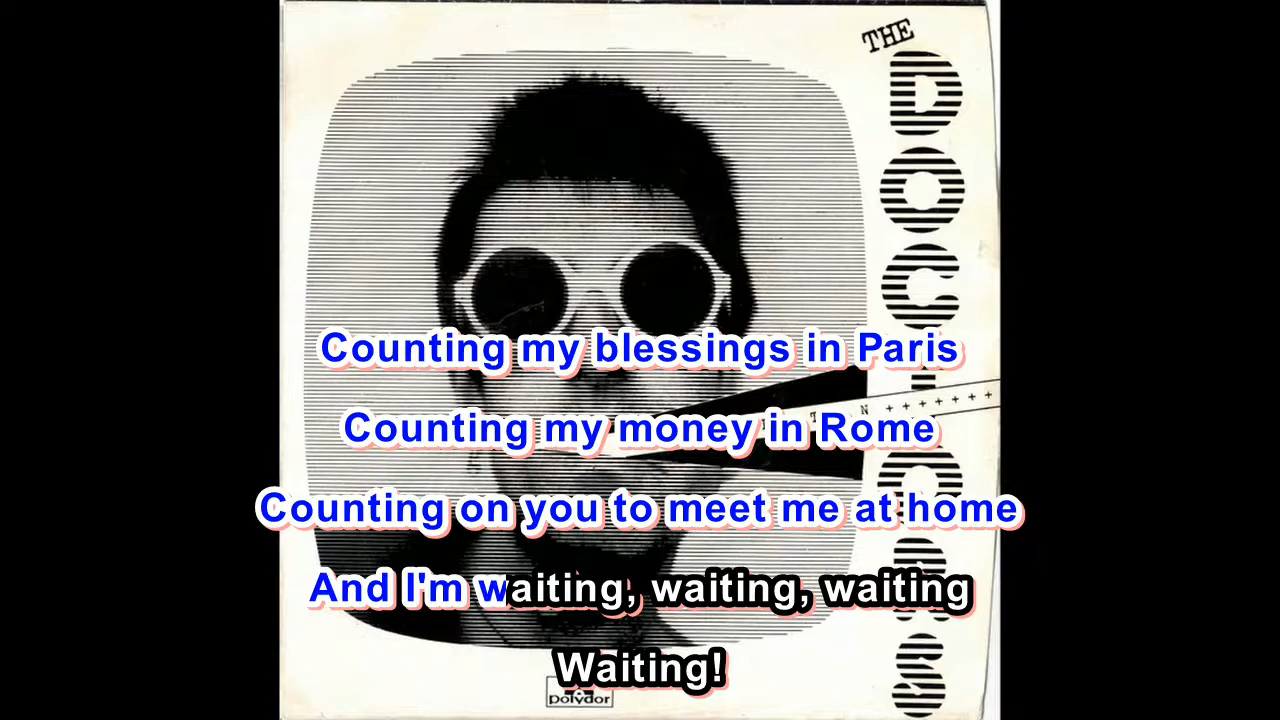 THE
DOCTORS
Counting my blessings in Paris
Counting my money in Rome
Counting on you to meet me at home
And I'm waiting, waiting, waiting
Waiting!
polydor